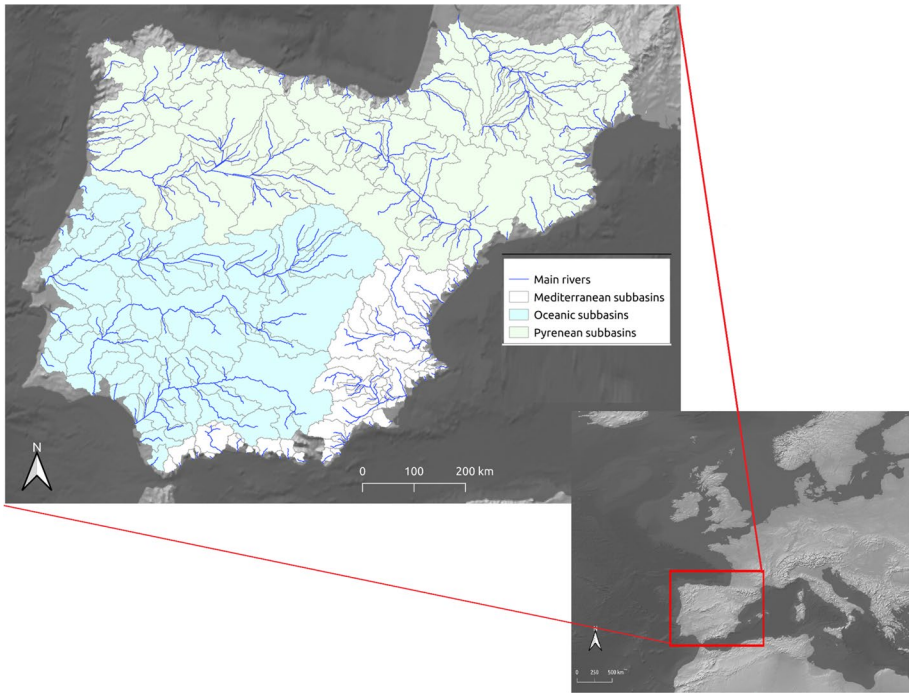 Main rivers
Mediterranean subbasins
Oceanic subbasins
Pyrenean subbasins
N
0 100 200 km
N
0 250 500 km